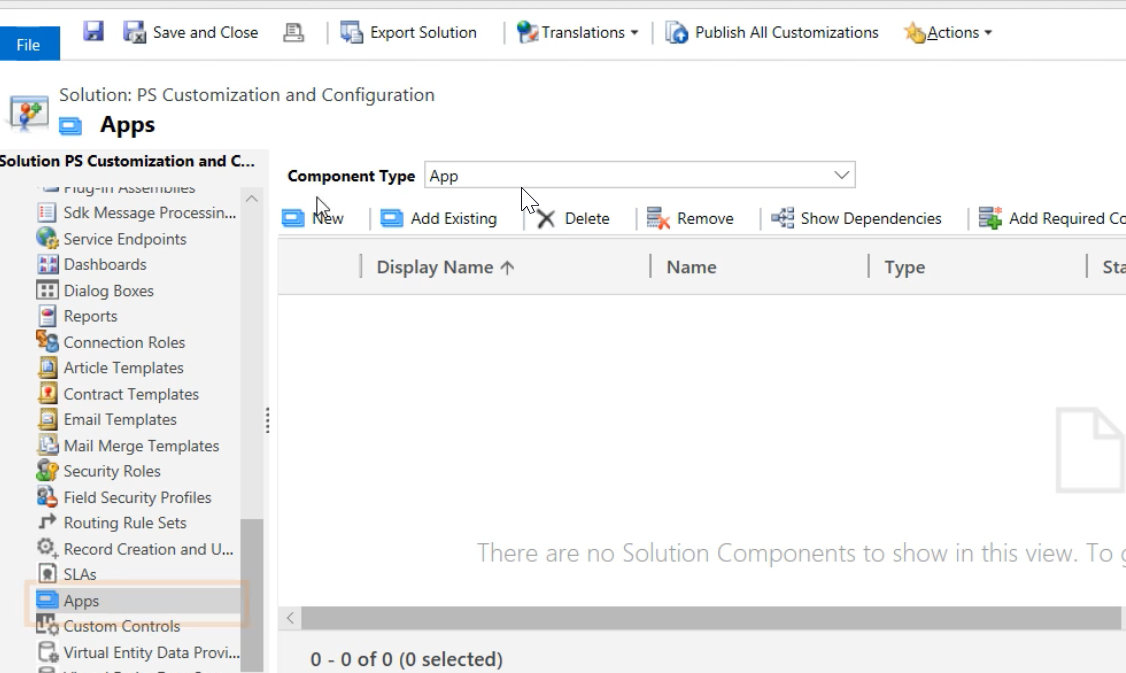 File
Save and Close
Export Solution
Translations
Publish All Customizations
Actions
Solution: PS Customization and Configuration
Apps
Solution PS Customization and C...
Plug-in Assemblies
Sdk Message Processin...
Service Endpoints
Dashboards
Dialog Boxes
Reports
Connection Roles
Article Templates
Contract Templates
Email Templates
Mail Merge Templates
Security Roles
Field Security Profiles
Routing Rule Sets
Record Creation and U...
SLAs
Apps
Custom Controls
Virtual Entity Data Provi...
Component Type App
New Add Existing Delete Remove Show Dependencies Add Required Co
Display Name Name Type Sta
There are no Solution Components to show in this view. To g
0 - 0 of 0 (0 selected)